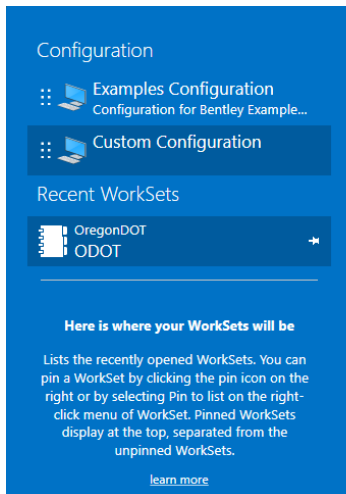 Configuration
Examples Configuration
Configuration for Bentley Example...
Custom Configuration
Recent WorkSets
OregonDOT
ODOT
Here is where your WorkSets will be
Lists the recently opened WorkSets. You can
pin a WorkSet by clicking the pin icon on the
right or by selecting Pin to list on the right-
click menu of WorkSet. Pinned WorkSets
display at the top, separated from the
unpinned WorkSets.
learn more